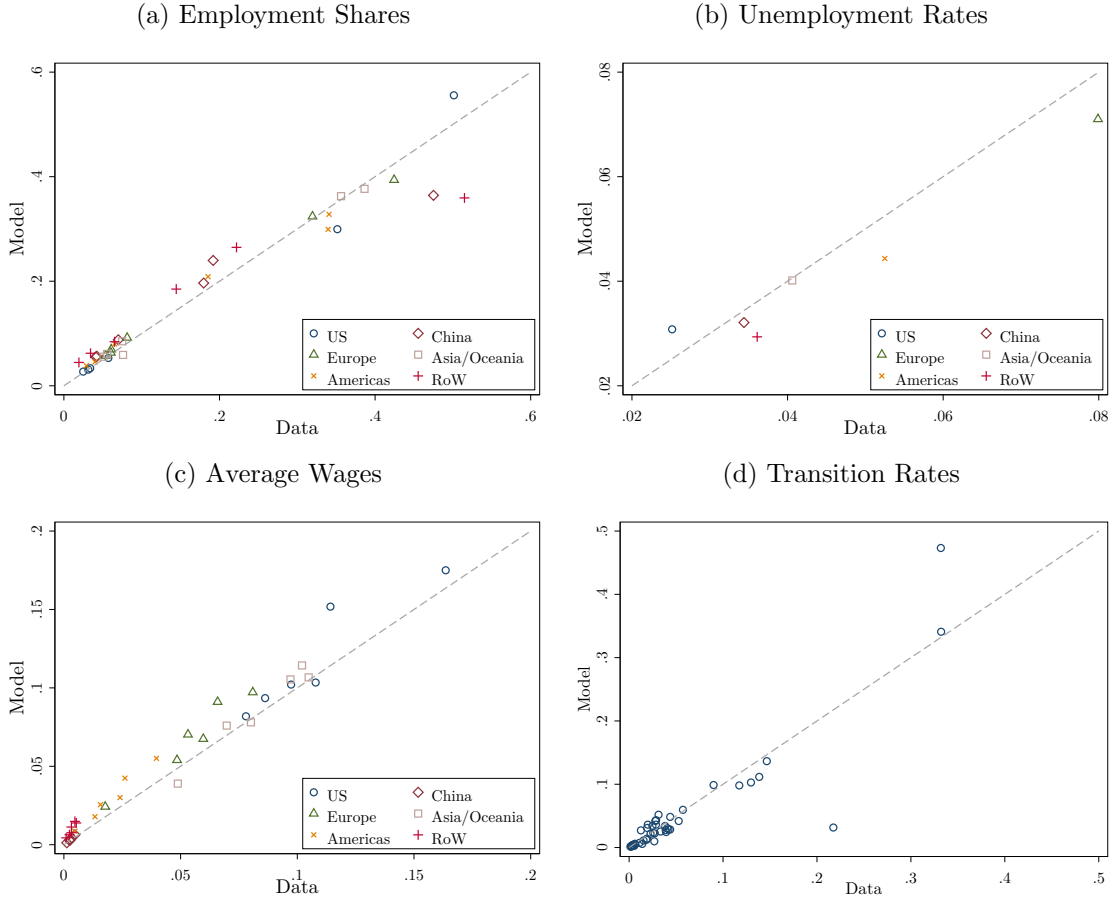 (a) Employment Shares
Model
0
.2
.4
.6
0
.2
.4
.6
Data
US
China
Europe
Asia/Oceania
Americas
RoW
(b) Unemployment Rates
Model
.02
.04
.06
.08
.02
.04
.06
.08
Data
US
China
Europe
Asia/Oceania
Americas
RoW
(c) Average Wages
Model
0
.05
.1
.15
.2
0
.05
.1
.15
.2
Data
US
China
Europe
Asia/Oceania
Americas
RoW
(d) Transition Rates
Model
0
.1
.2
.3
.4
.5
0
.1
.2
.3
.4
.5
Data